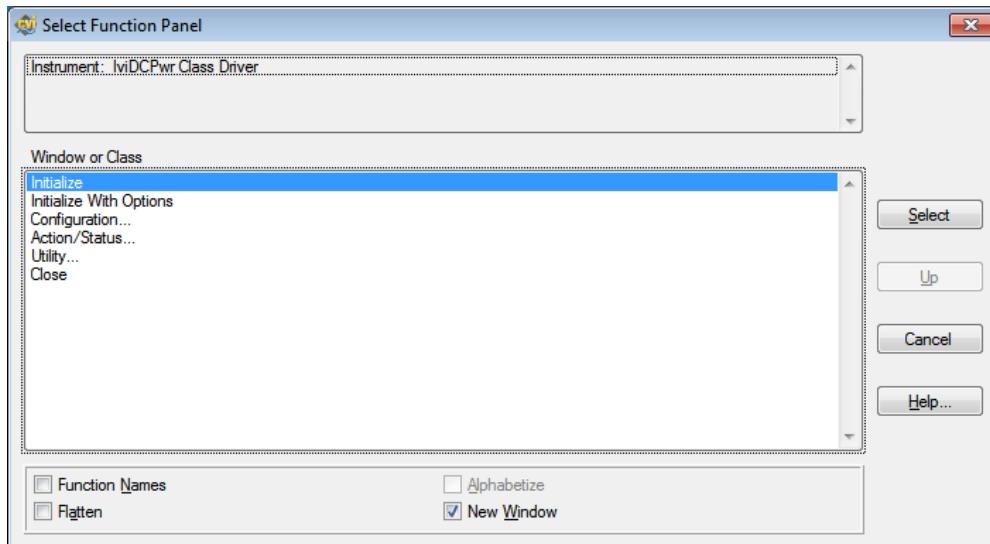 Select Function Panel
Instrument:  IviDCPwr Class Driver
Window or Class
Initialize
Initialize With Options
Configuration...
Action/Status...
Utility...
Close
Select
Up
Cancel
Help...
Function Names
Alphabetize
Flatten
New Window